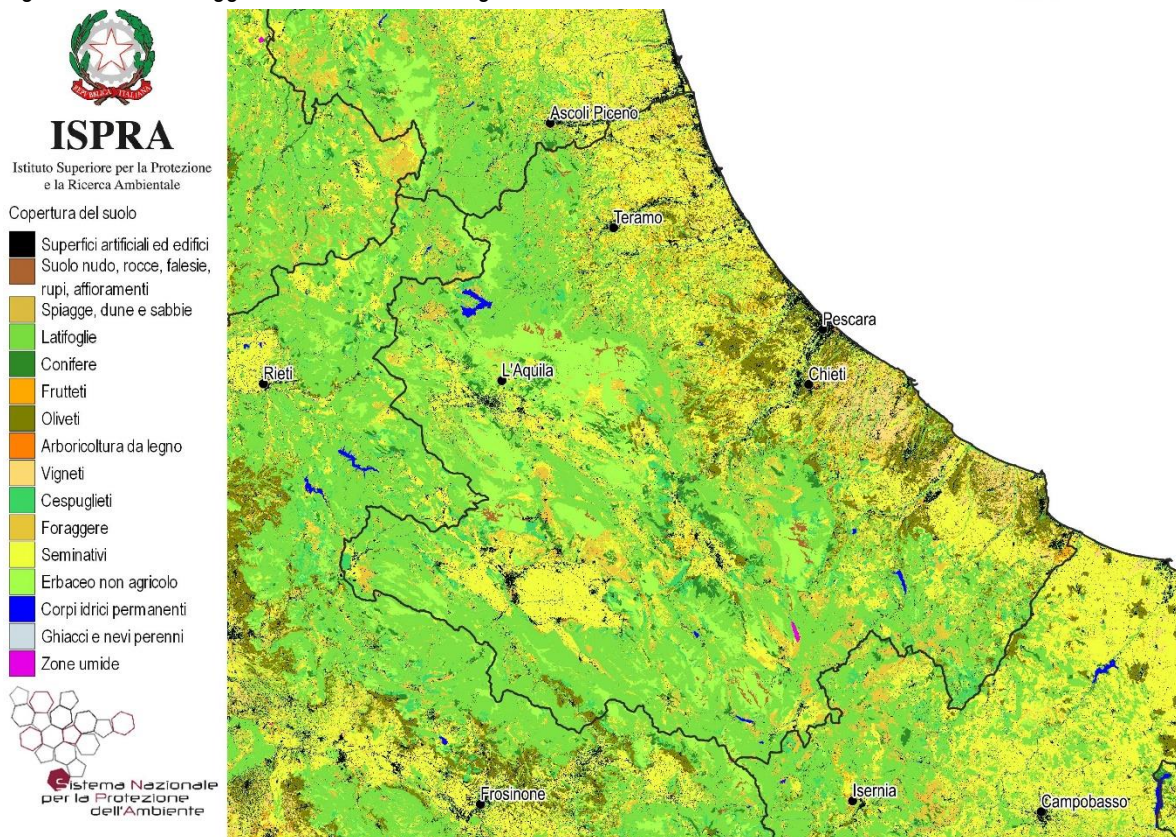 REPVBBLICA ITALIANA
ISPRA
Istituto Superiore per la Protezione
e la Ricerca Ambientale
Copertura del suolo
Superfici artificiali ed edifici
Suolo nudo, rocce, falesie,
rupi, affioramenti
Spiagge, dune e sabbie
Latifoglie
Conifere
Frutteti
Oliveti
Arboricoltura da legno
Vigneti
Cespuglieti
Foraggere
Seminativi
Erbaceo non agricolo
Corpi idrici permanenti
Ghiacci e nevi perenni
Zone umide
Sistema Nazionale
per la Protezione
dell'Ambiente
Ascoli Piceno
Teramo
Pescara
Rieti
L'Aquila
Chieti
Frosinone
Isernia
Campobasso